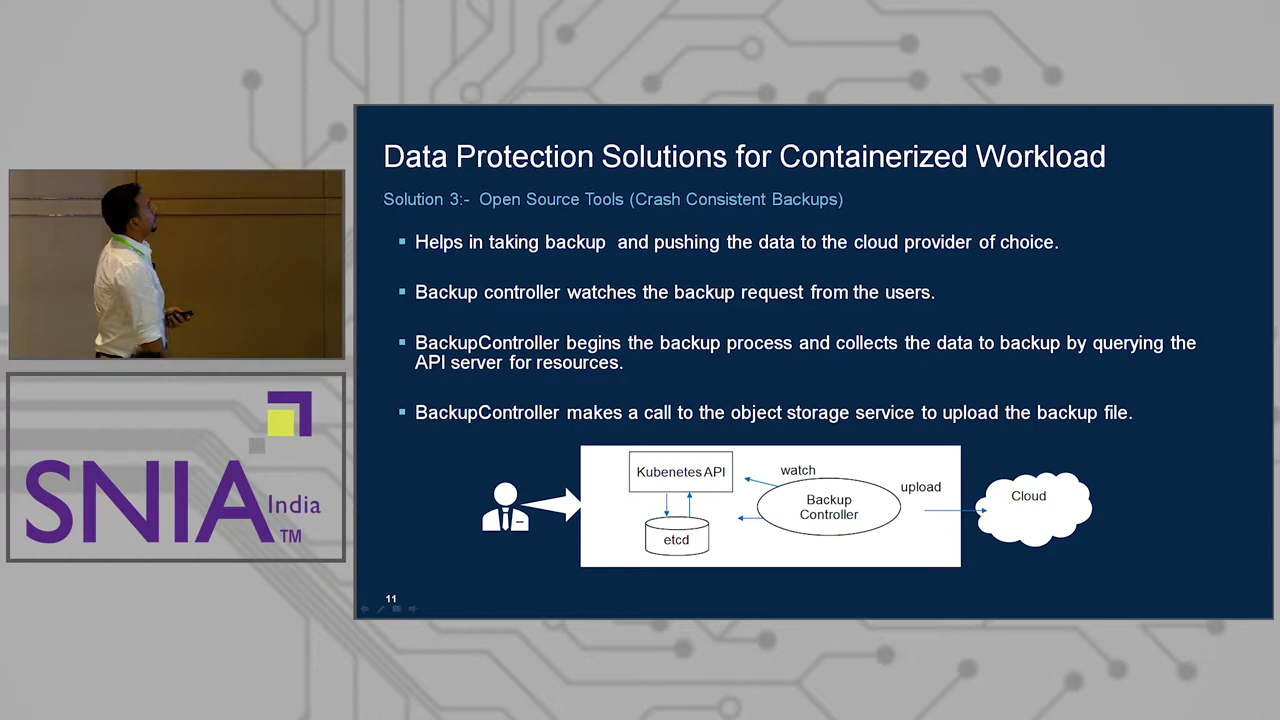 Data Protection Solutions for Containerized Workload
Solution 3:- Open Source Tools (Crash Consistent Backups)
Helps in taking backup and pushing the data to the cloud provider of choice.
Backup controller watches the backup request from the users.
BackupController begins the backup process and collects the data to backup by querying the
API server for resources.
BackupController makes a call to the object storage service to upload the backup file.
Kubernetes API
watch
upload
Backup
Controller
Cloud
etcd
11
SNIA
India
TM